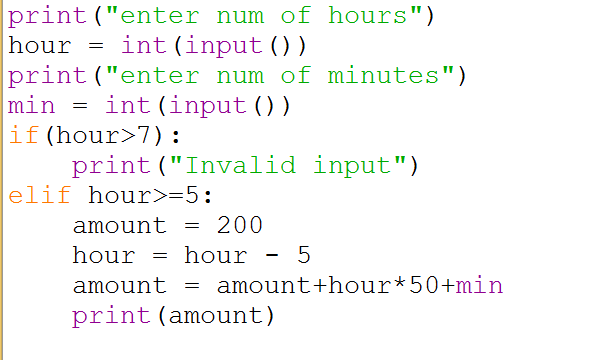 print("enter num of hours")
hour = int(input())
print("enter num of minutes")
min = int(input())
if(hour>7):
    print("Invalid input")
elif hour>=5:
    amount = 200
    hour = hour - 5
    amount = amount+hour*50+min
    print(amount)